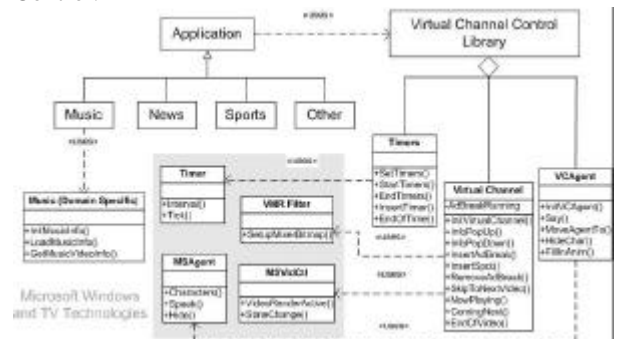 «uses»
Application
Virtual Channel Control
Library
Music
News
Sports
Other
«uses»
«uses»
Timers
+SetTimers()
+StartTimers()
+EndTimers()
+InsertTimer()
+EndOfTime()
Timer
+Interval()
+Tick()
Virtual Channel
-AdBreakRunning
+InitVirtualChannel()
+InfoPopUp()
+InfoPopDown()
+InsertAdBreak()
+InsertSpot()
+RemoveAdBreak()
+SkipToNextVideo()
+NowPlaying()
+ComingNext()
+EndOfVideo()
VCAgent
+InitVCAgent()
+Say()
+MoveAgentTo()
+HideChar()
+FillInAnim()
Music (Domain Specific)
+InitMusicInfo()
+LoadMusicInfo()
+GetMusicVideoInfo()
VMR Filter
+SetupMixerBitmap()
«uses»
MSAgent
+Characters()
+Speak()
+Hide()
MSVidCtl
+VideoRenderActive()
+StateChange()
«uses»
Microsoft Windows
and TV Technologies
«uses»